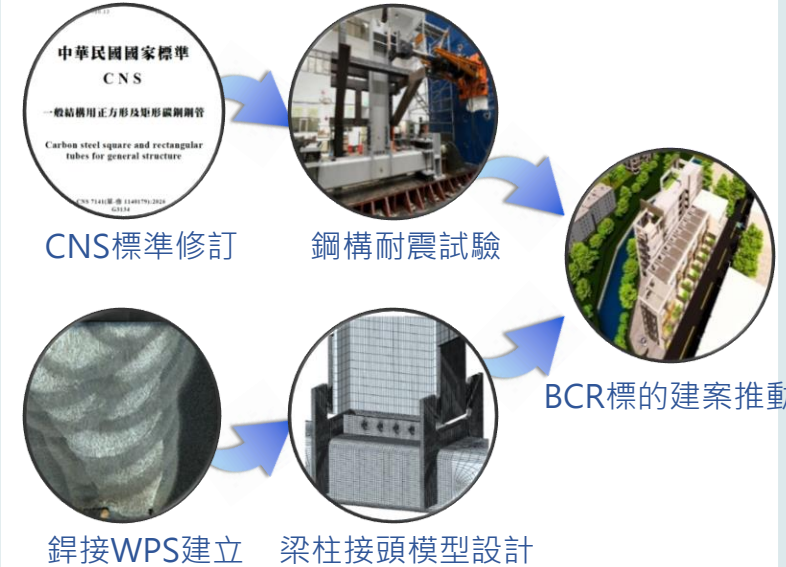 中華民國國家標準
CNS
一般結構用正方形及矩形碳鋼鋼管
Carbon steel square and rectangular
tubes for general structure
G3134
CNS標準修訂
鋼構耐震試驗
BCR標的建案推動
銲接WPS建立
梁柱接頭模型設計